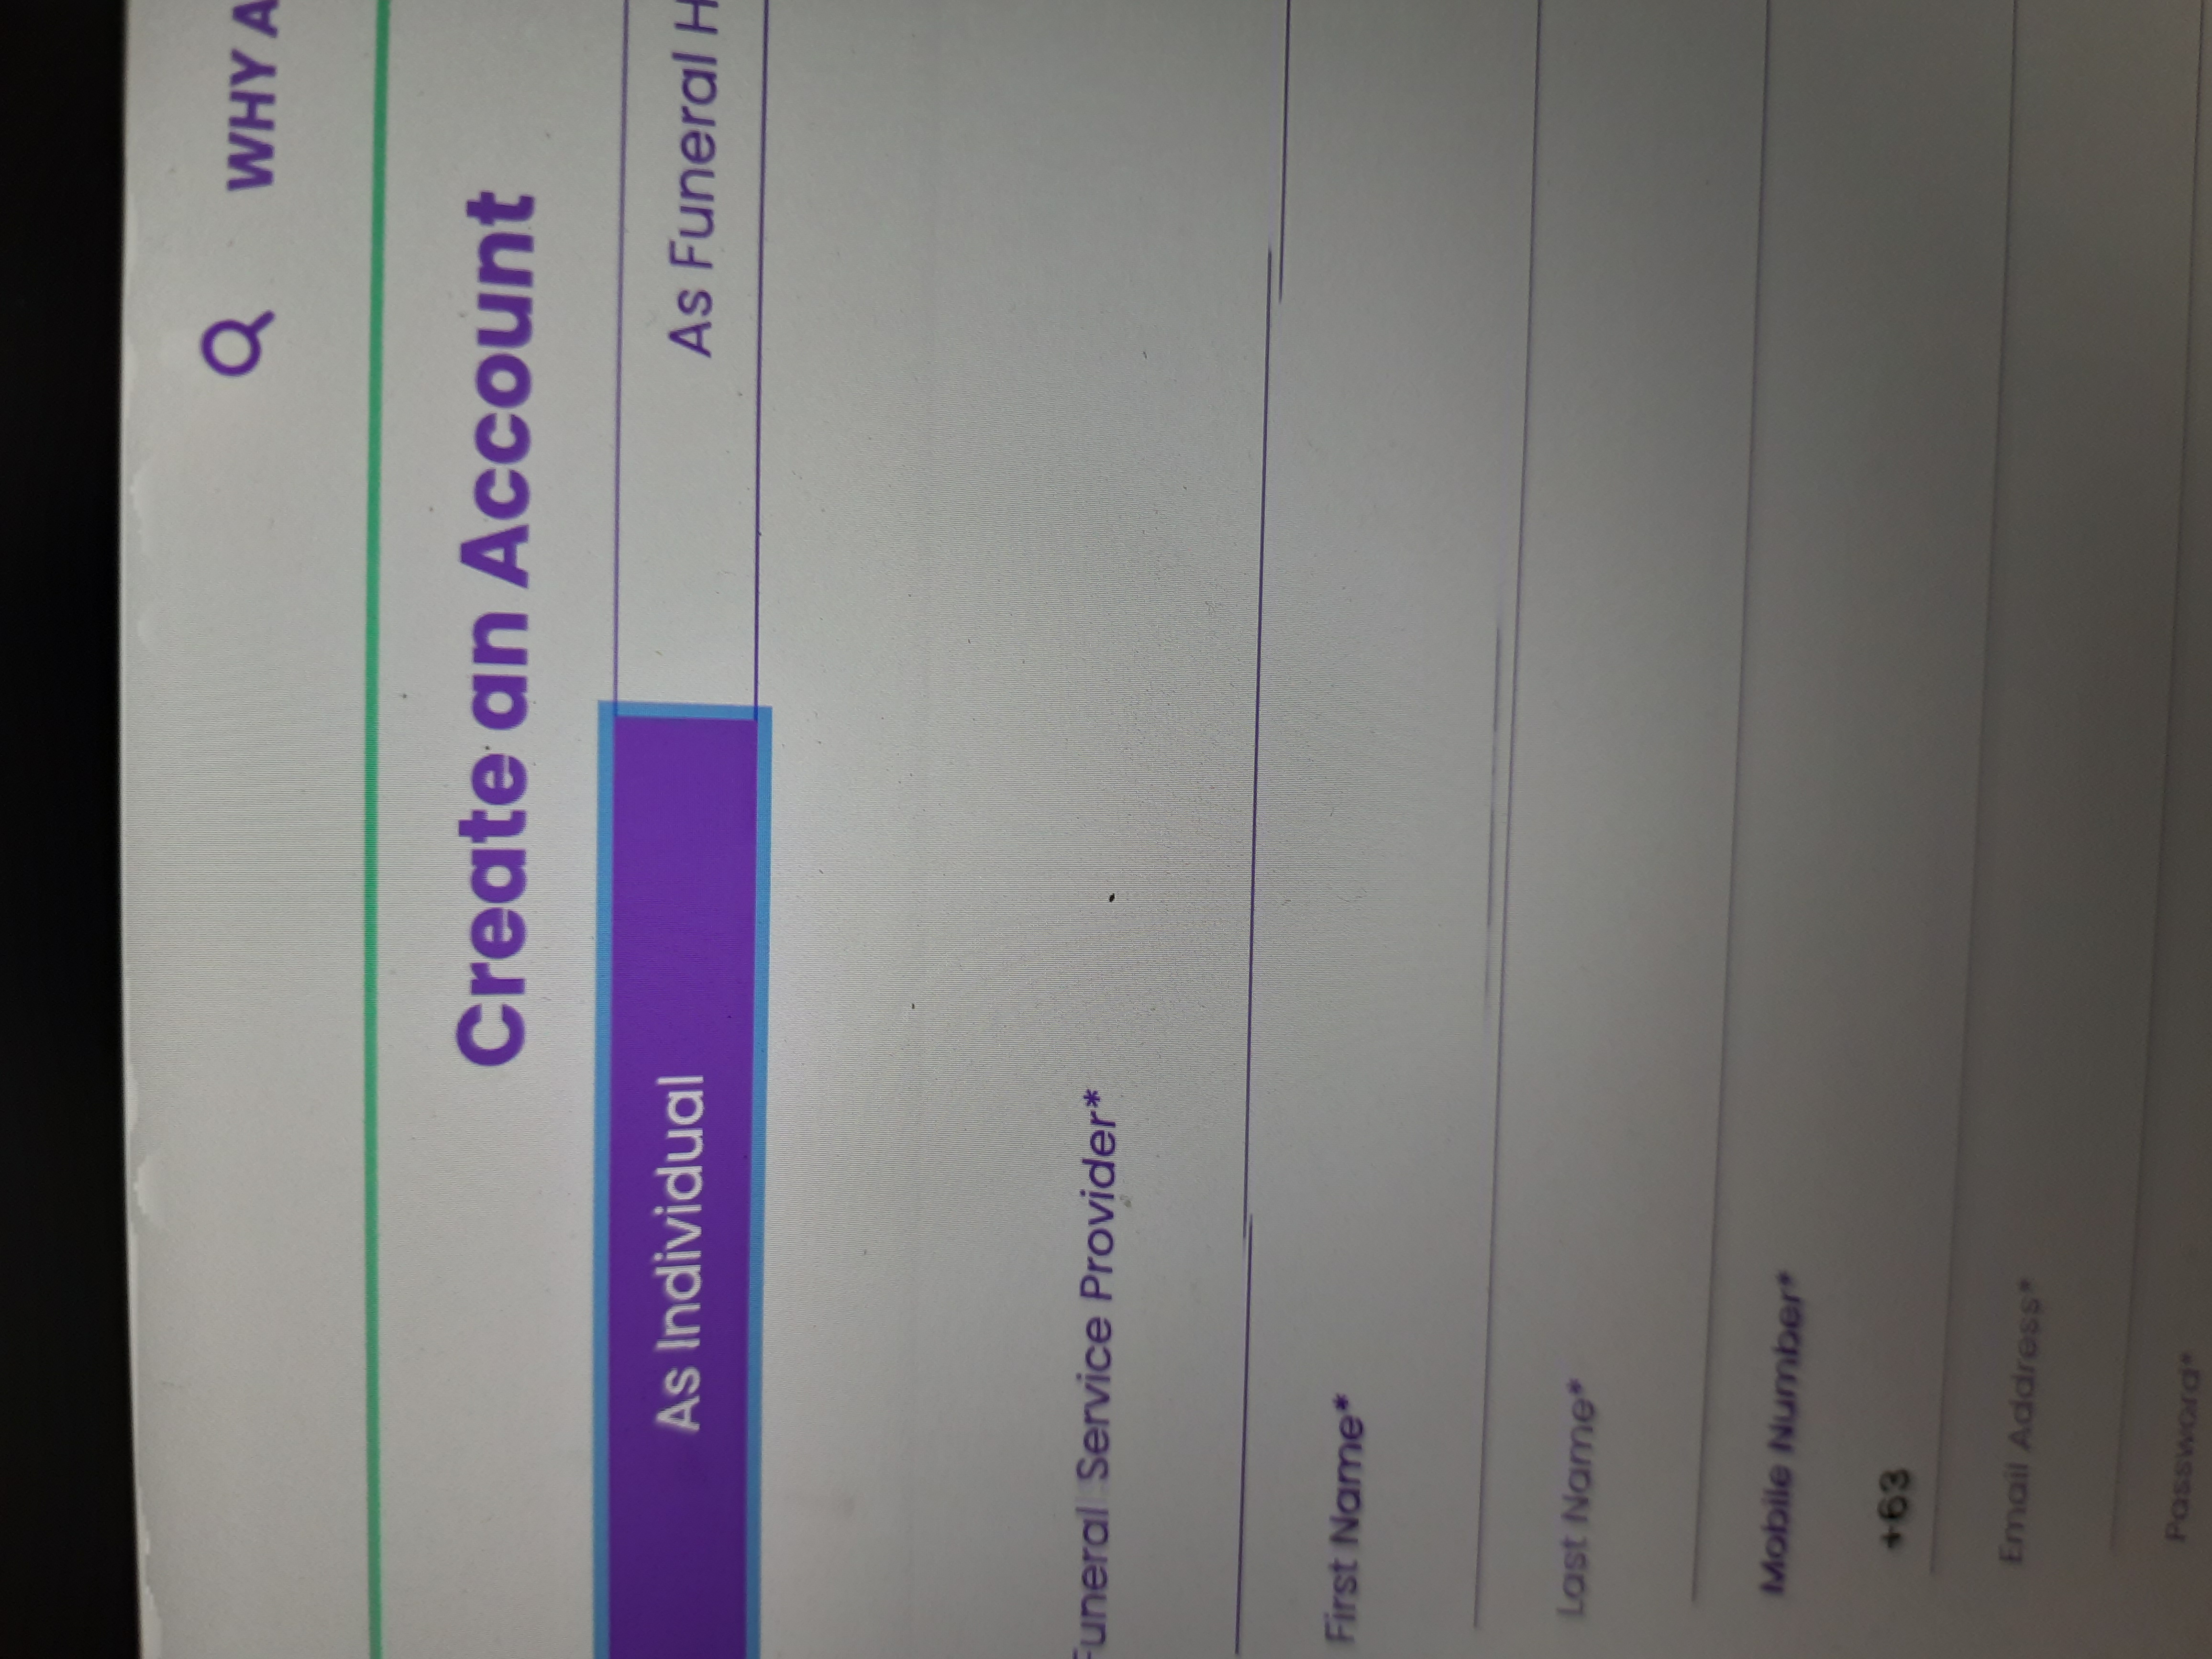 WHY A
Create an Account
As Individual
As Funeral H
Funeral Service Provider*
First Name*
Last Name*
Mobile Number*
+63
Email Address*
Password*